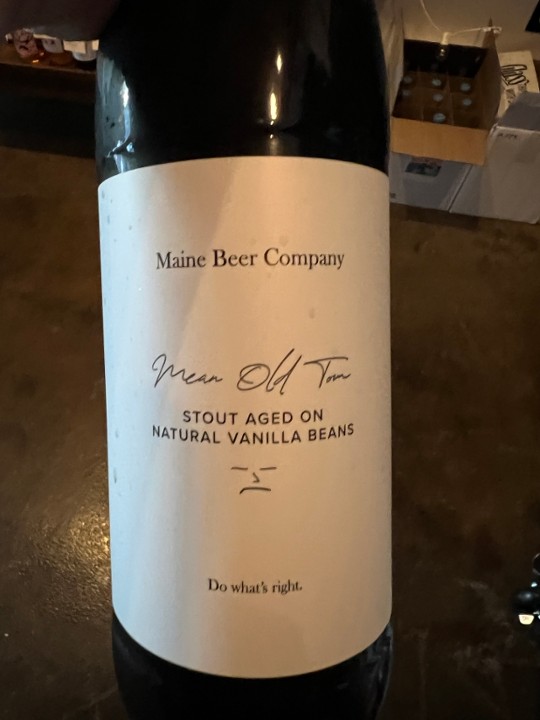 Maine Beer Company
Mean Old Tom
STOUT AGED ON
NATURAL VANILLA BEANS
Do what's right.